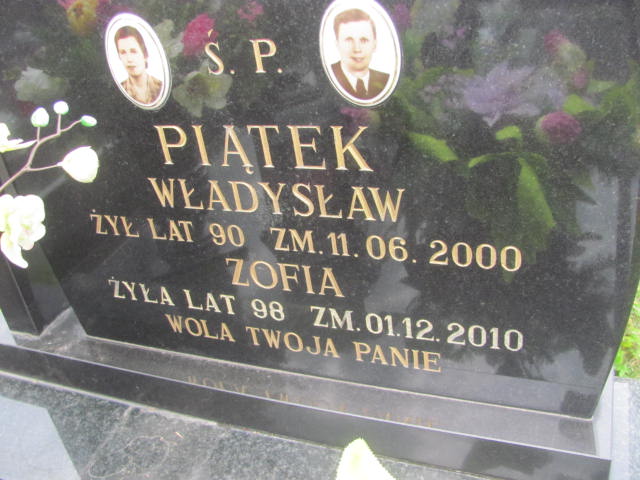 Ś. P.
PIĄTEK
WŁADYSŁAW
ŻYŁ LAT 90 ZM. 11. 06. 2000
ZOFIA
ŻYŁA LAT 98 ZM. 01.12. 2010
WOLA TWOJA PANIE